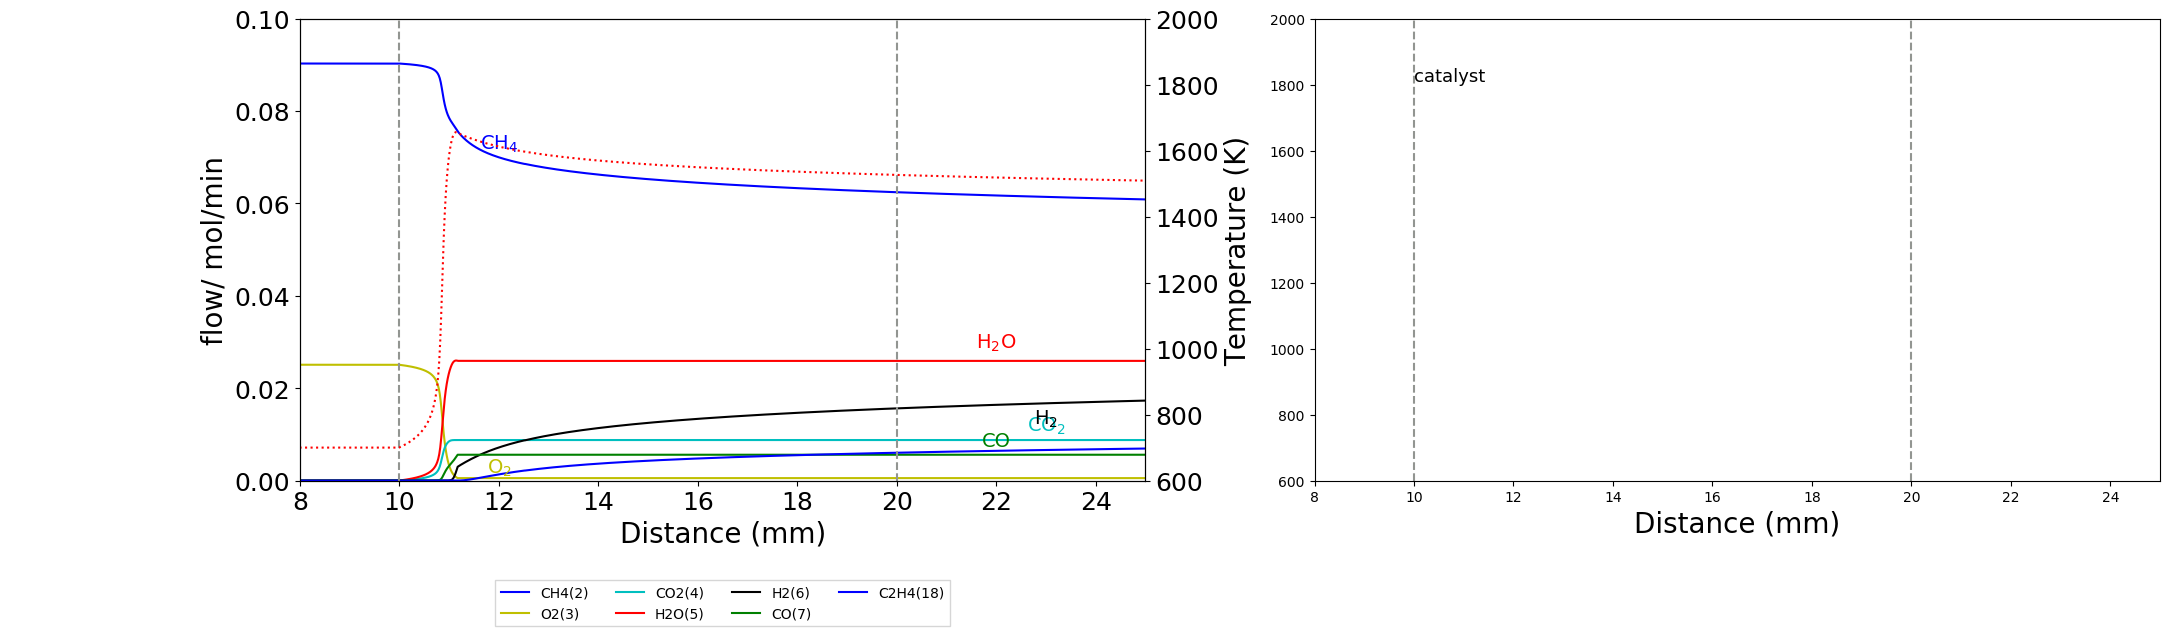 0.10
0.08
0.06
0.04
0.02
0.00
flow/ mol/min
8 10 12 14 16 18 20 22 24
Distance (mm)
2000
1800
1600
1400
1200
1000
800
600
Temperature (K)
CH₄
H₂O
H₂
CO₂
CO
O₂
CH4(2) CO2(4) H2(6) C2H4(18)
O2(3) H2O(5) CO(7)
2000
1800
1600
1400
1200
1000
800
600
catalyst
8 10 12 14 16 18 20 22 24
Distance (mm)